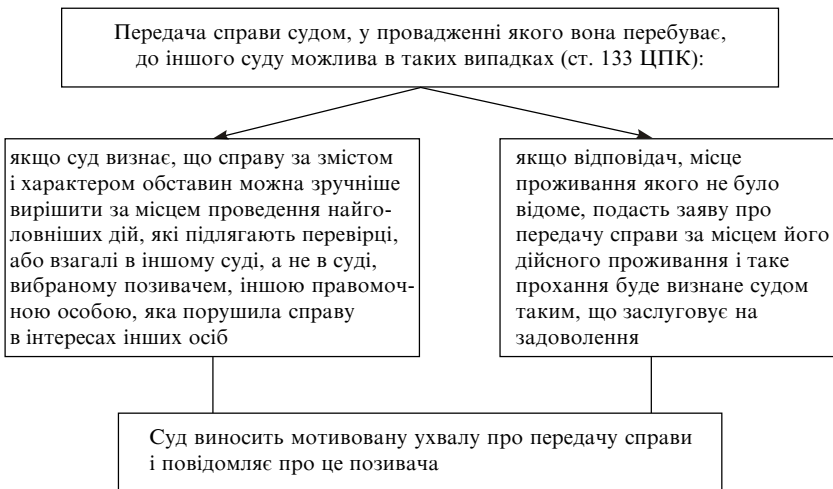 Передача справи судом, у провадженні якого вона перебуває,
до іншого суду можлива в таких випадках (ст. 133 ЦПК):
якщо суд визнає, що справу за змістом
і характером обставин можна зручніше
вирішити за місцем проведення найго-
ловніших дій, які підлягають перевірці,
або взагалі в іншому суді, а не в суді,
вибраному позивачем, іншою правомоч-
ною особою, яка порушила справу
в інтересах інших осіб
якщо відповідач, місце
проживання якого не було
відоме, подасть заяву про
передачу справи за місцем його
дійсного проживання і таке
прохання буде визнане судом
таким, що заслуговує на
задоволення
Суд виносить мотивовану ухвалу про передачу справи
і повідомляє про це позивача